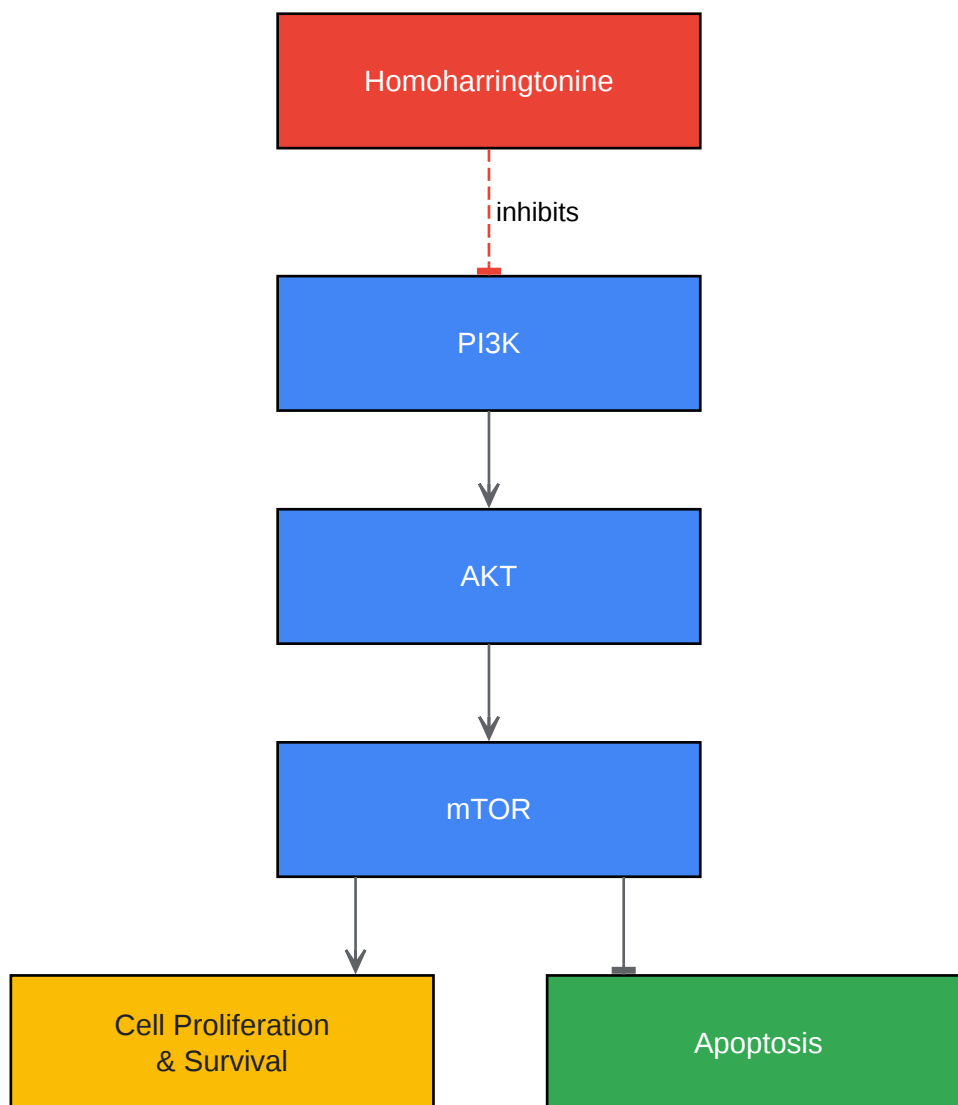 Homoharringtonine
inhibits
PI3K
AKT
mTOR
Cell Proliferation
& Survival
Apoptosis